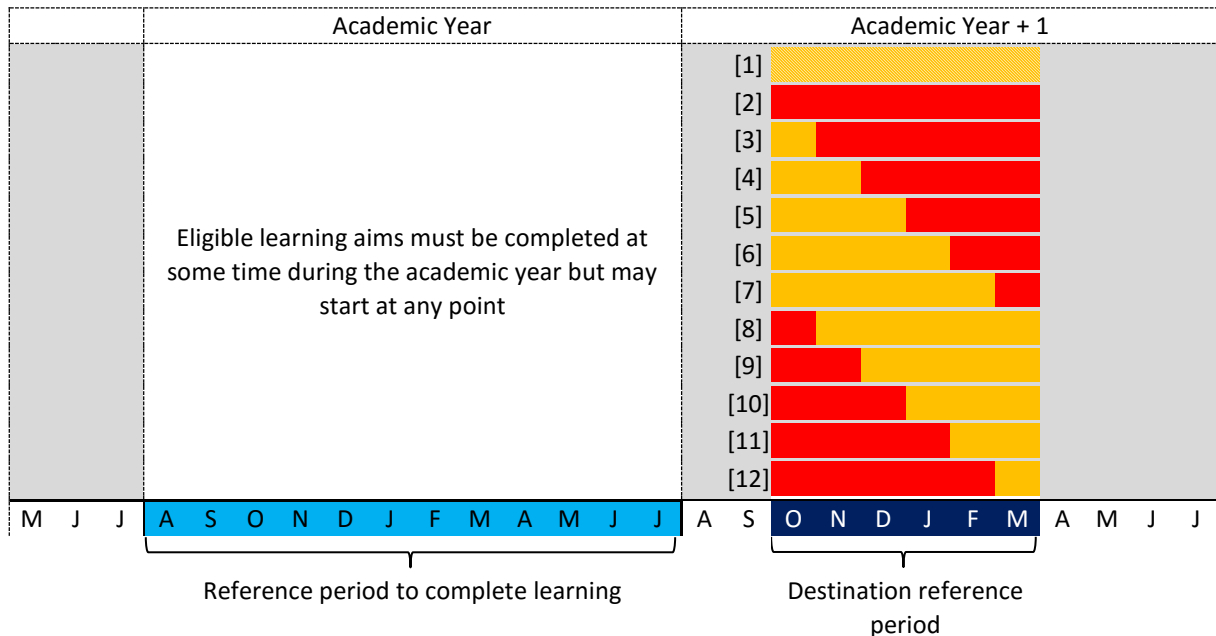 Academic Year
Academic Year + 1
[1]
[2]
[3]
[4]
[5]
[6]
[7]
[8]
[9]
[10]
[11]
[12]
Eligible learning aims must be completed at
some time during the academic year but may
start at any point
M J J A S O N D J F M A M J J A S O N D J F M A M J J
Reference period to complete learning
Destination reference
period